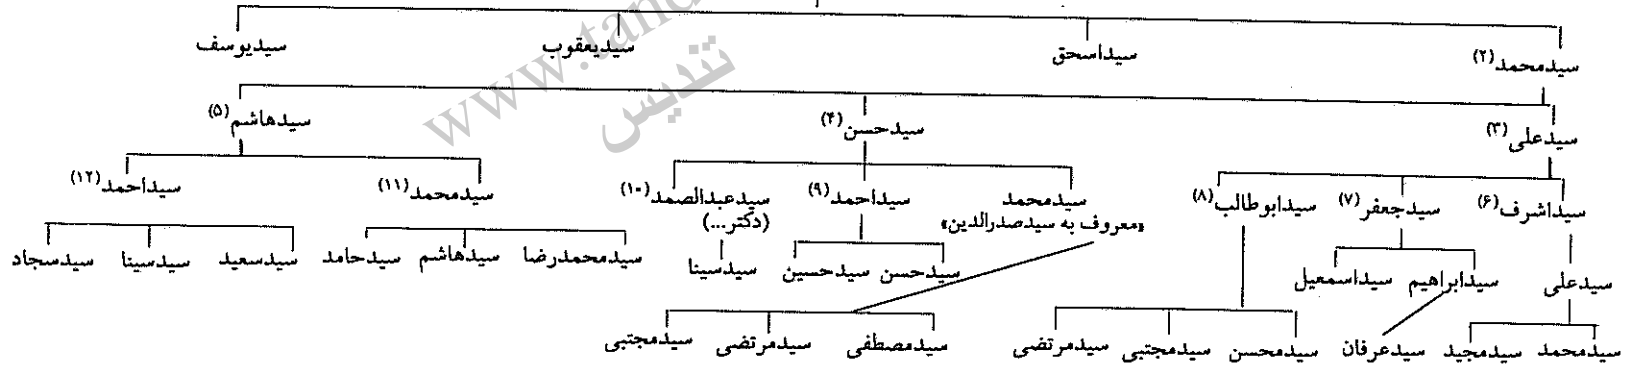 سیدمحمد(۲) سیداسحق سیدیعقوب سیدیوسف
سیدعلی(۳) سیدحسن(۴) سیدهاشم(۵)
سیداشرف(۶) سیدجعفر(۷) سیدابوطالب(۸) سیدمحمد سیداحمد(۹) سیدعبدالصمد(۱۰) سیدمحمد(۱۱) سیداحمد(۱۲)
«معروف به سیدصدرالدین» (دکتر...)
سیدعلی سیدابراهیم سیداسمعیل سیدحسن سیدحسین سیدسینا سیدمحمدرضا سیدهاشم سیدحامد سیدسعید سیدسینا سیدسجاد
سیدمحمد سیدمجید سیدعرفان سیدمحسن سیدمجتبی سیدمرتضی سیدمصطفی سیدمرتضی سیدمجتبی
تندیس